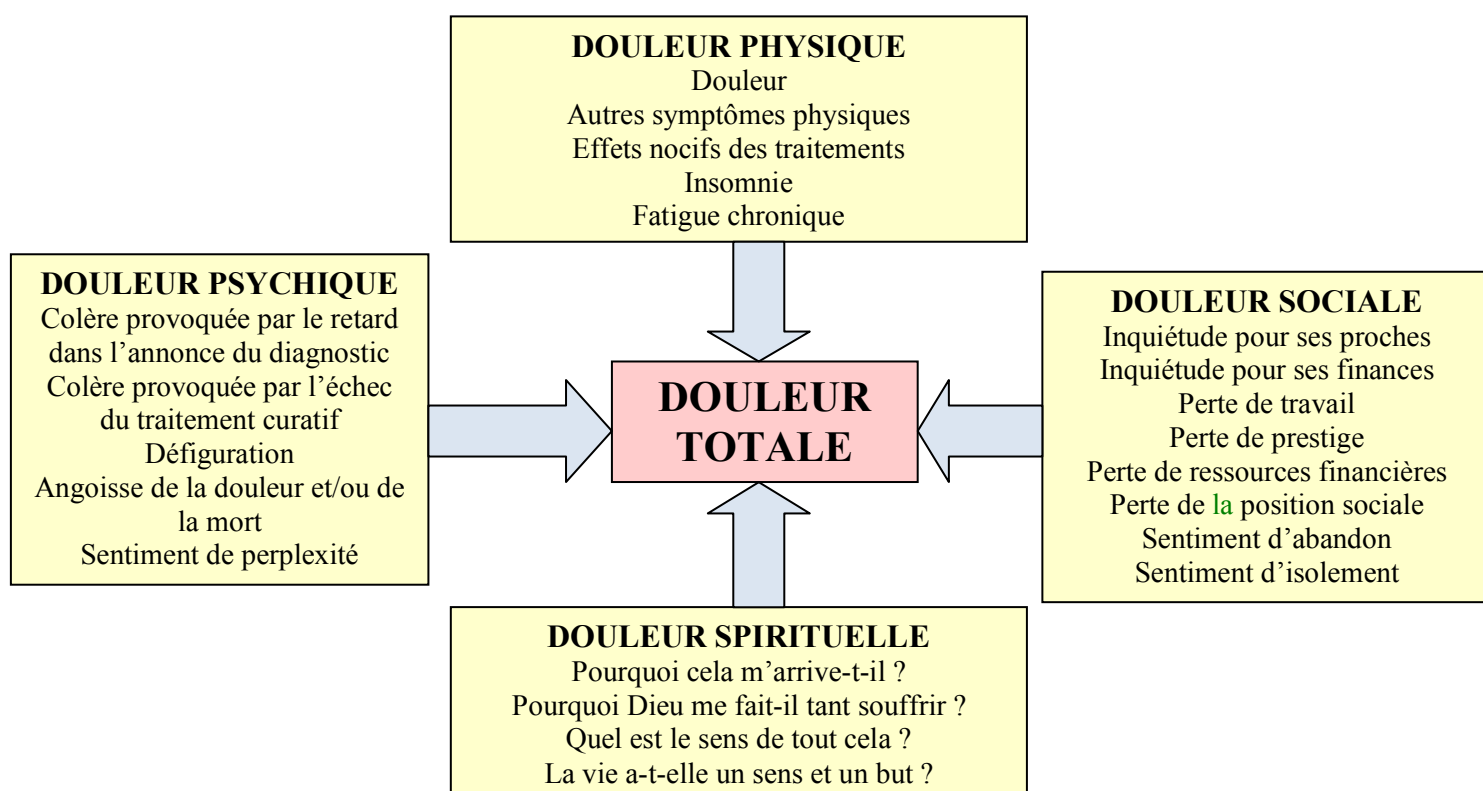 DOULEUR PHYSIQUE
Douleur
Autres symptômes physiques
Effets nocifs des traitements
Insomnie
Fatigue chronique
DOULEUR PSYCHIQUE
Colère provoquée par le retard
dans l’annonce du diagnostic
Colère provoquée par l’échec
du traitement curatif
Défiguration
Angoisse de la douleur et/ou de
la mort
Sentiment de perplexité
DOULEUR
TOTALE
DOULEUR SOCIALE
Inquiétude pour ses proches
Inquiétude pour ses finances
Perte de travail
Perte de prestige
Perte de ressources financières
Perte de la position sociale
Sentiment d’abandon
Sentiment d’isolement
DOULEUR SPIRITUELLE
Pourquoi cela m’arrive-t-il ?
Pourquoi Dieu me fait-il tant souffrir ?
Quel est le sens de tout cela ?
La vie a-t-elle un sens et un but ?